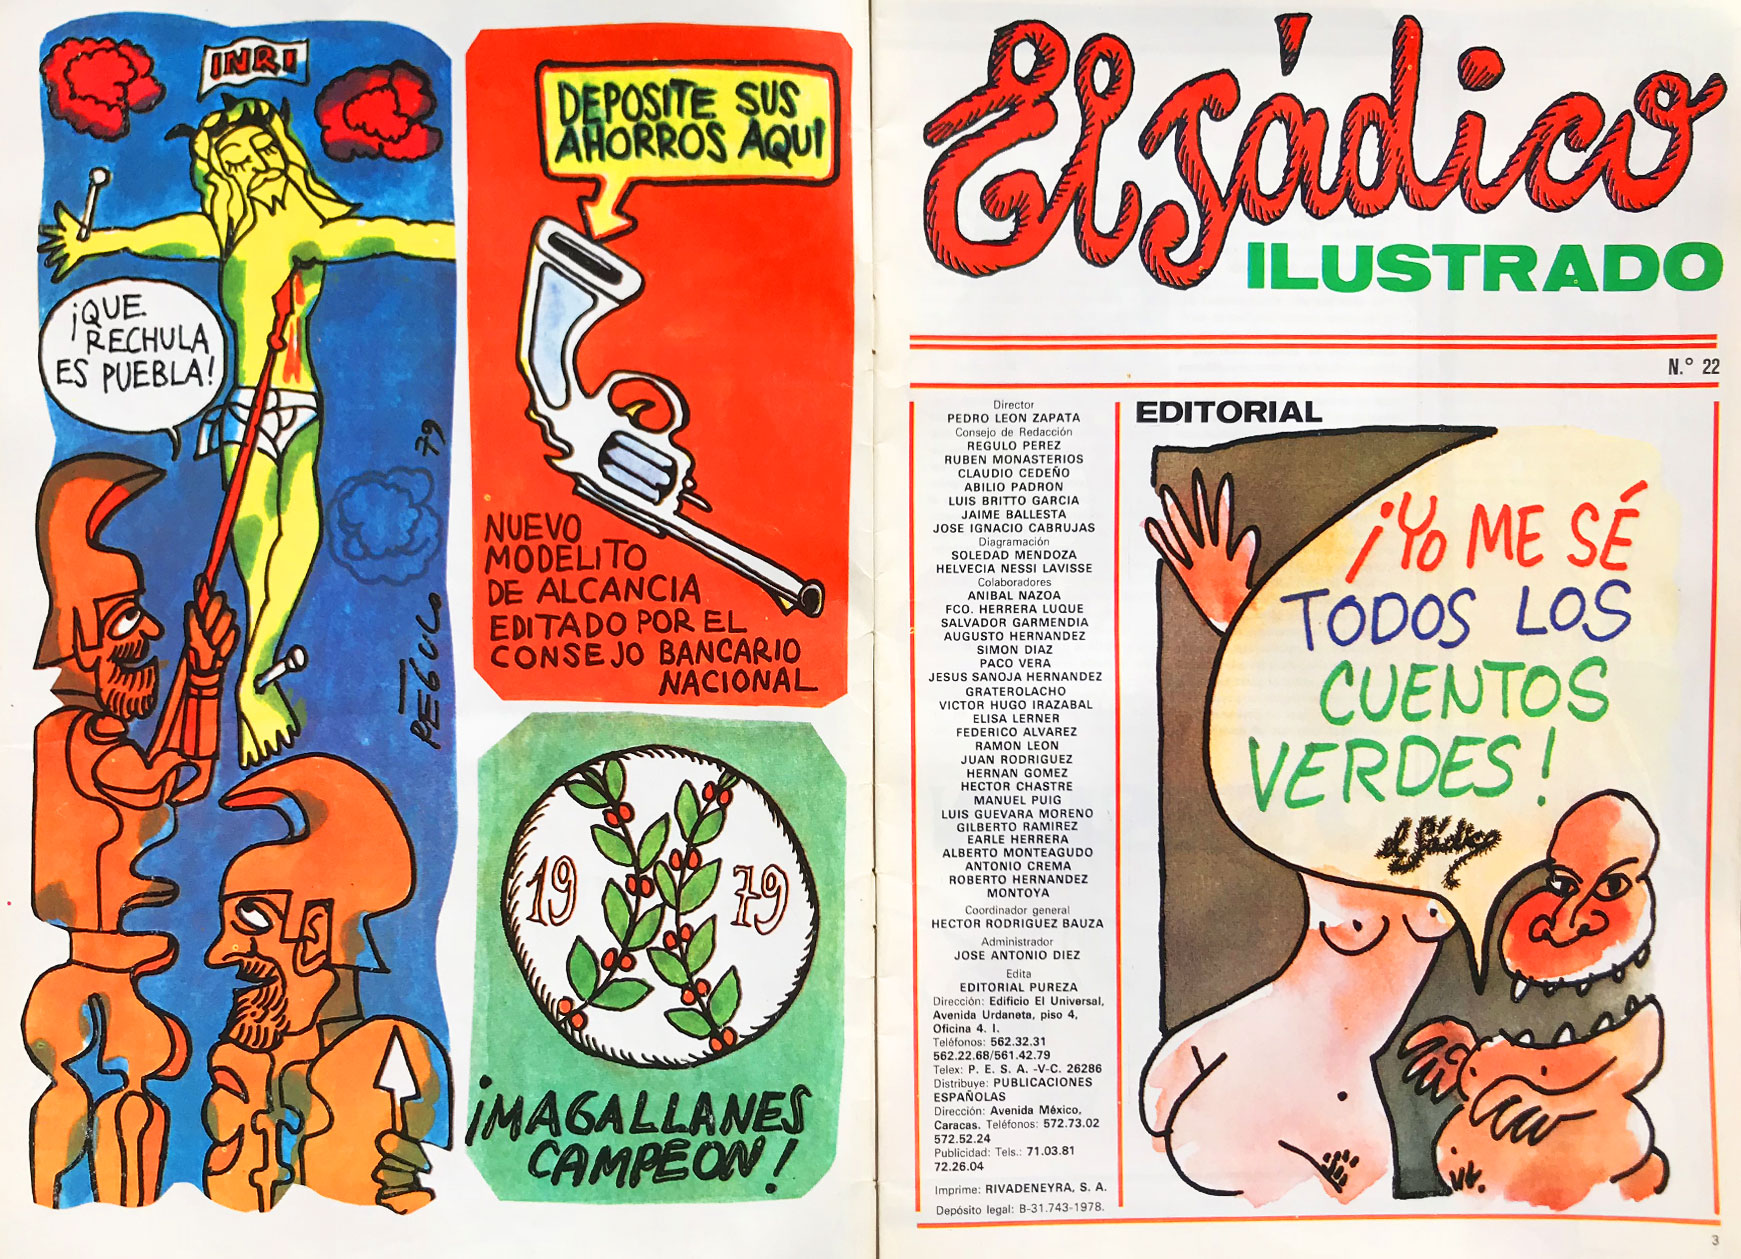 INRI
¡QUE
RECHULA
ES PUEBLA!
79
RÉGULO
DEPOSITE SUS
AHORROS AQUI
NUEVO
MODELITO
DE ALCANCIA
EDITADO POR EL
CONSEJO BANCARIO
NACIONAL
19 79
¡MAGALLANES
CAMPEON!
El Sádico
ILUSTRADO
N.° 22
Director
PEDRO LEON ZAPATA
Consejo de Redacción
REGULO PEREZ
RUBEN MONASTERIOS
CLAUDIO CEDEÑO
ABILIO PADRON
LUIS BRITTO GARCIA
JAIME BALLESTA
JOSE IGNACIO CABRUJAS
Diagramación
SOLEDAD MENDOZA
HELVECIA NESSI LAVISSE
Colaboradores
ANIBAL NAZOA
FCO. HERRERA LUQUE
SALVADOR GARMENDIA
AUGUSTO HERNANDEZ
SIMON DIAZ
PACO VERA
JESUS SANOJA HERNANDEZ
GRATEROLACHO
VICTOR HUGO IRAZABAL
ELISA LERNER
FEDERICO ALVAREZ
RAMON LEON
JUAN RODRIGUEZ
HERNAN GOMEZ
HECTOR CHASTRE
MANUEL PUIG
LUIS GUEVARA MORENO
GILBERTO RAMIREZ
EARLE HERRERA
ALBERTO MONTEAGUDO
ANTONIO CREMA
ROBERTO HERNANDEZ
MONTOYA
Coordinador general
HECTOR RODRIGUEZ BAUZA
Administrador
JOSE ANTONIO DIEZ
Edita
EDITORIAL PUREZA
Dirección: Edificio El Universal,
Avenida Urdaneta, piso 4,
Oficina 4. I.
Teléfonos: 562.32.31
562.22.68/561.42.79
Telex: P. E. S. A. -V-C. 26286
Distribuye: PUBLICACIONES
ESPAÑOLAS
Dirección: Avenida México,
Caracas. Teléfonos: 572.73.02
572.52.24
Publicidad: Tels.: 71.03.81
72.26.04
Imprime: RIVADENEYRA, S. A.
Depósito legal: B-31.743-1978.
EDITORIAL
¡YO ME SÉ
TODOS LOS
CUENTOS
VERDES!
el Sádico
3